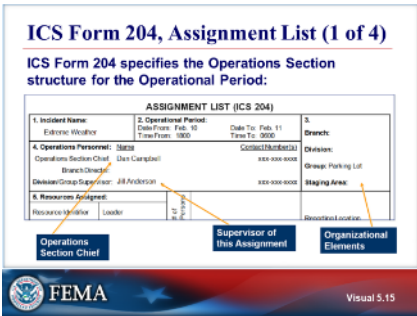 ICS Form 204, Assignment List (1 of 4)
ICS Form 204 specifies the Operations Section
structure for the Operational Period:
ASSIGNMENT LIST (ICS 204)
1. Incident Name:
Extreme Weather
2. Operational Period:
Date From: Feb. 10 Date To: Feb. 11
Time From: 1800 Time To: 0600
3.
Branch:
Division:
Group: Parking Lot
Staging Area:
4. Operations Personnel: Name Contact Number(s)
Operations Section Chief: Dan Campbell xxx-xxx-xxxx
Branch Director:
Division/Group Supervisor: Jill Anderson xxx-xxx-xxxx
5. Resources Assigned:
Resource Identifier Leader
# of
Persons
Reporting Location
Operations
Section Chief
Supervisor of
this Assignment
Organizational
Elements
FEMA
Visual 5.15